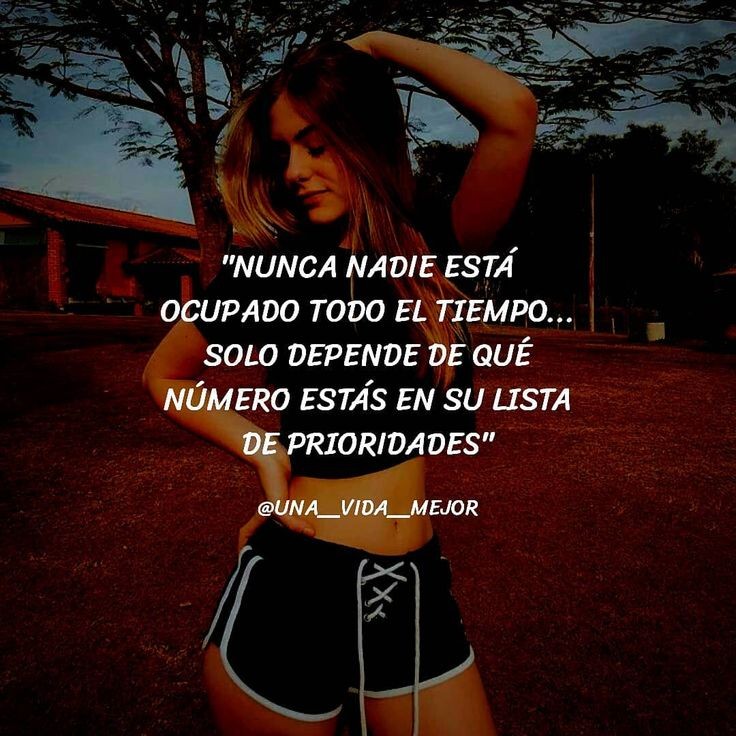 "NUNCA NADIE ESTÁ
OCUPADO TODO EL TIEMPO...
SOLO DEPENDE DE QUÉ
NÚMERO ESTÁS EN SU LISTA
DE PRIORIDADES"
@UNA__VIDA__MEJOR